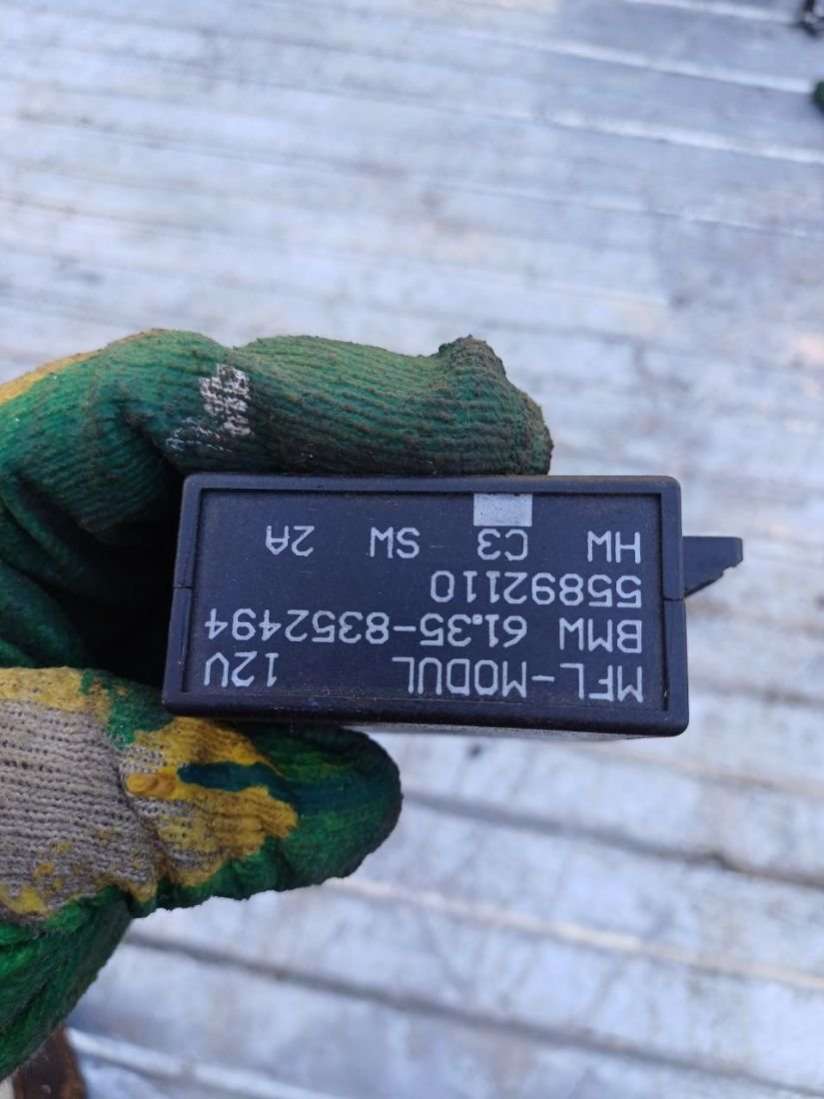 MFL-MODUL 12V
BMW 61.35-8352494
55892110
HW C3 SW 2A